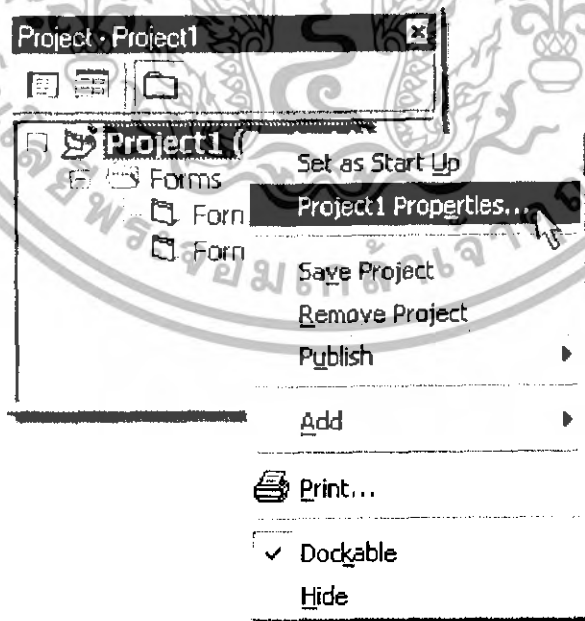 Project - Project1
Project1 (
Forms
Forn
Forn
Set as Start Up
Project1 Properties...
Save Project
Remove Project
Publish
Add
Print...
Dockable
Hide